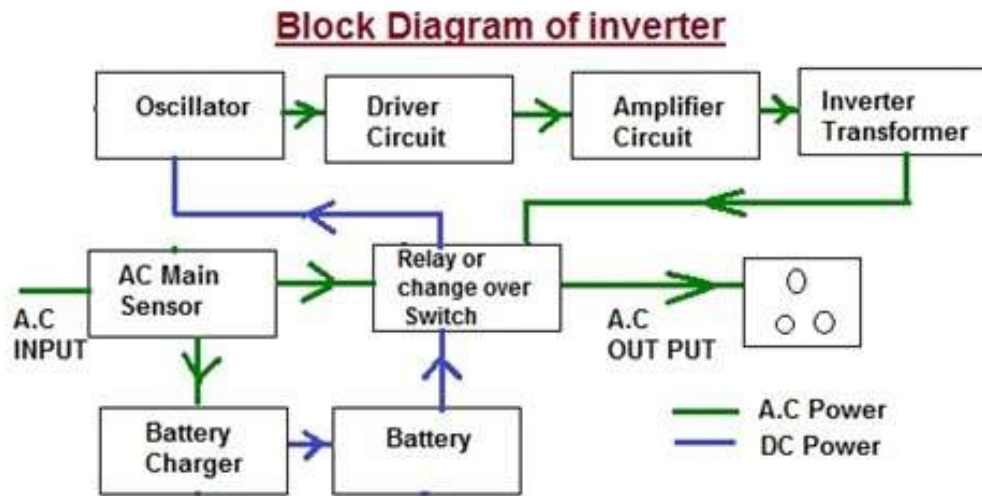 Block Diagram of inverter
Oscillator
Driver
Circuit
Amplifier
Circuit
Inverter
Transformer
AC Main
Sensor
Relay or
change over
Switch
A.C
INPUT
A.C
OUT PUT
Battery
Charger
Battery
A.C Power
DC Power